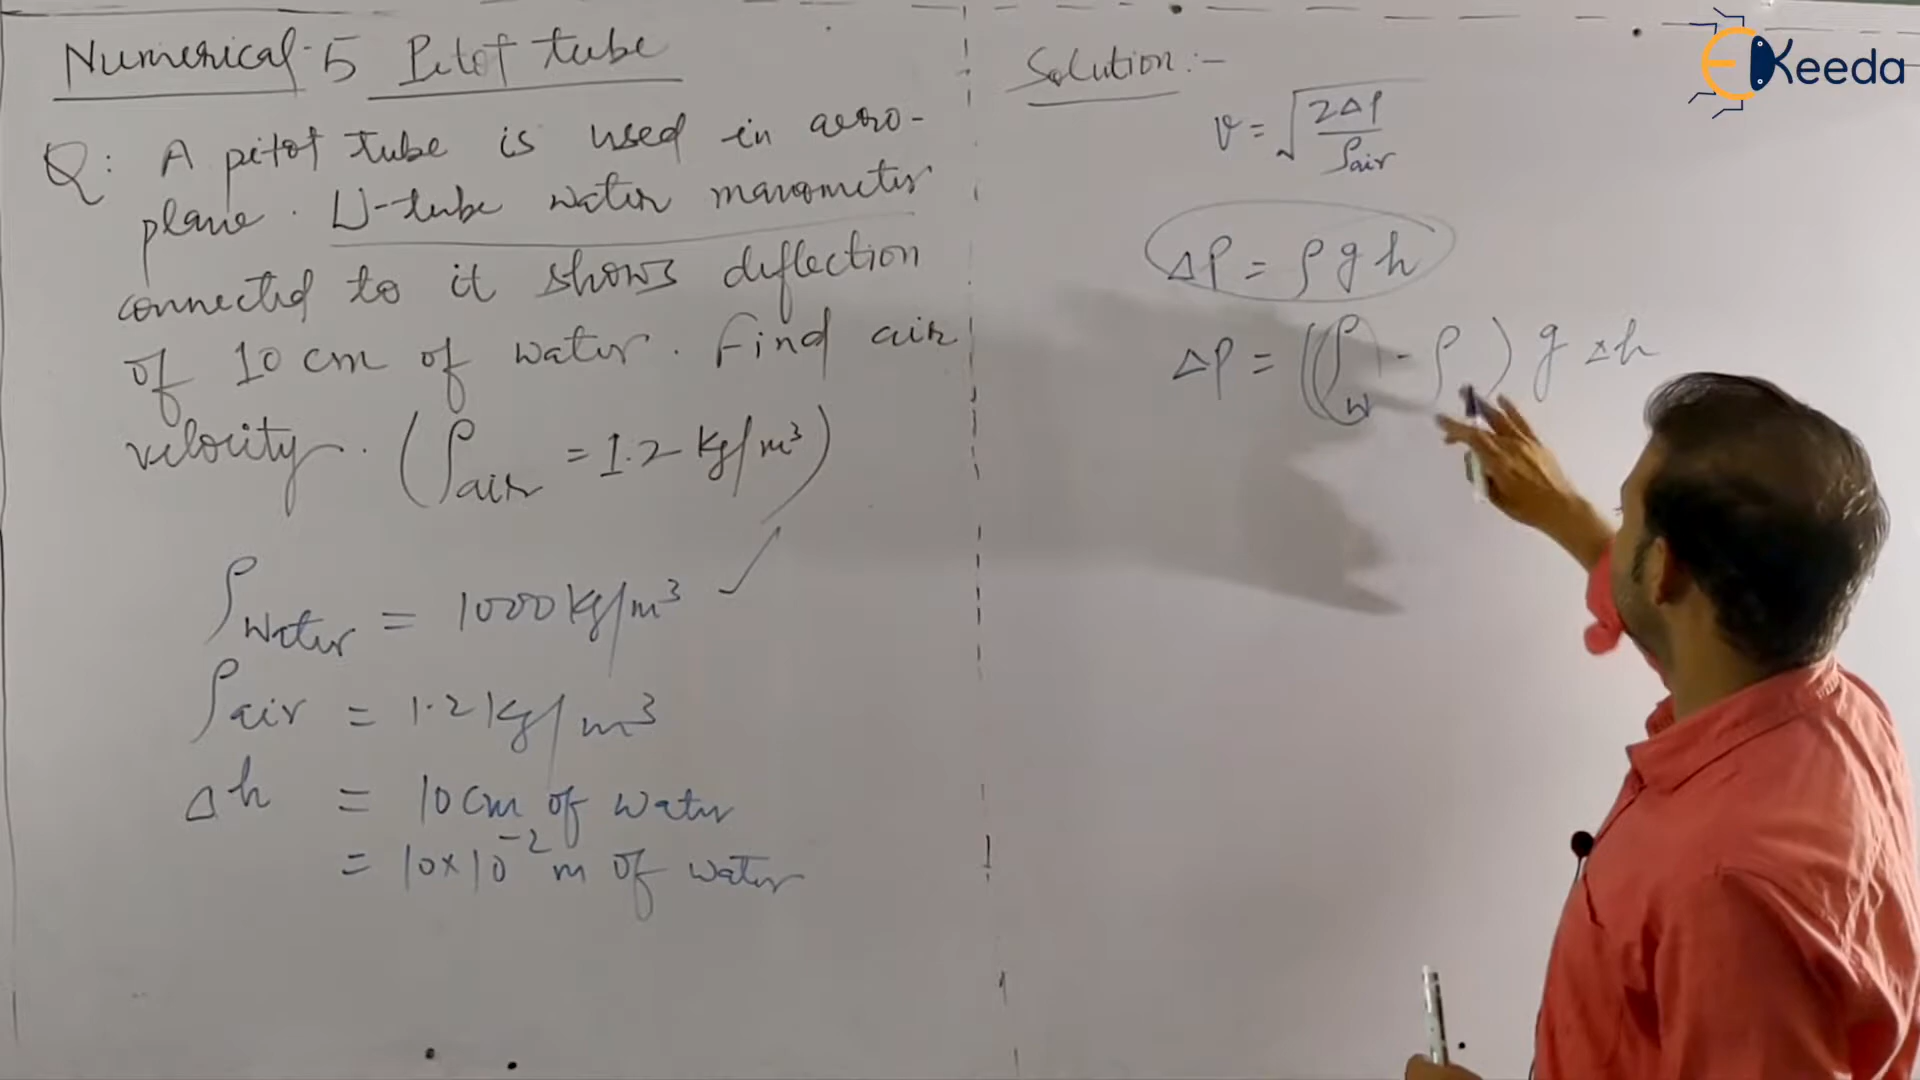 Numerical-5 Pitot tube
Q: A pitot tube is used in aero-
plane. U-tube water manometer
connected to it shows deflection
of 10 cm of water. Find air
velocity. (ρair = 1.2 kg/m³)
ρwater = 1000 kg/m³
ρair = 1.2 kg/m³
Δh = 10 cm of water
= 10×10⁻² m of water
Solution:-
v = √(2ΔP/ρair)
ΔP = ρgh
ΔP = (ρw - ρ) g Δh
EKeeda